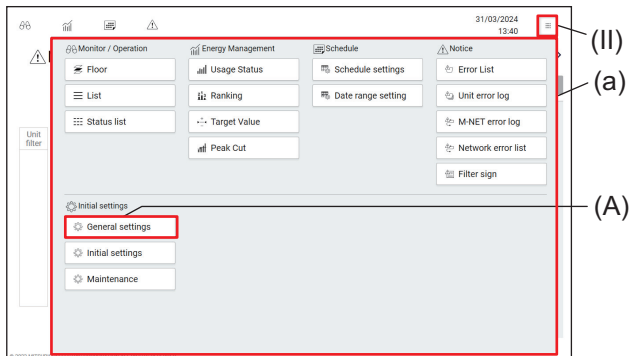 31/03/2024
13:40
(II)
Monitor / Operation
Energy Management
Schedule
Notice
Floor
Usage Status
Schedule settings
Error List
(a)
List
Ranking
Date range setting
Unit error log
Status list
Target Value
M-NET error log
Unit
filter
Peak Cut
Network error list
Filter sign
Initial settings
(A)
General settings
Initial settings
Maintenance